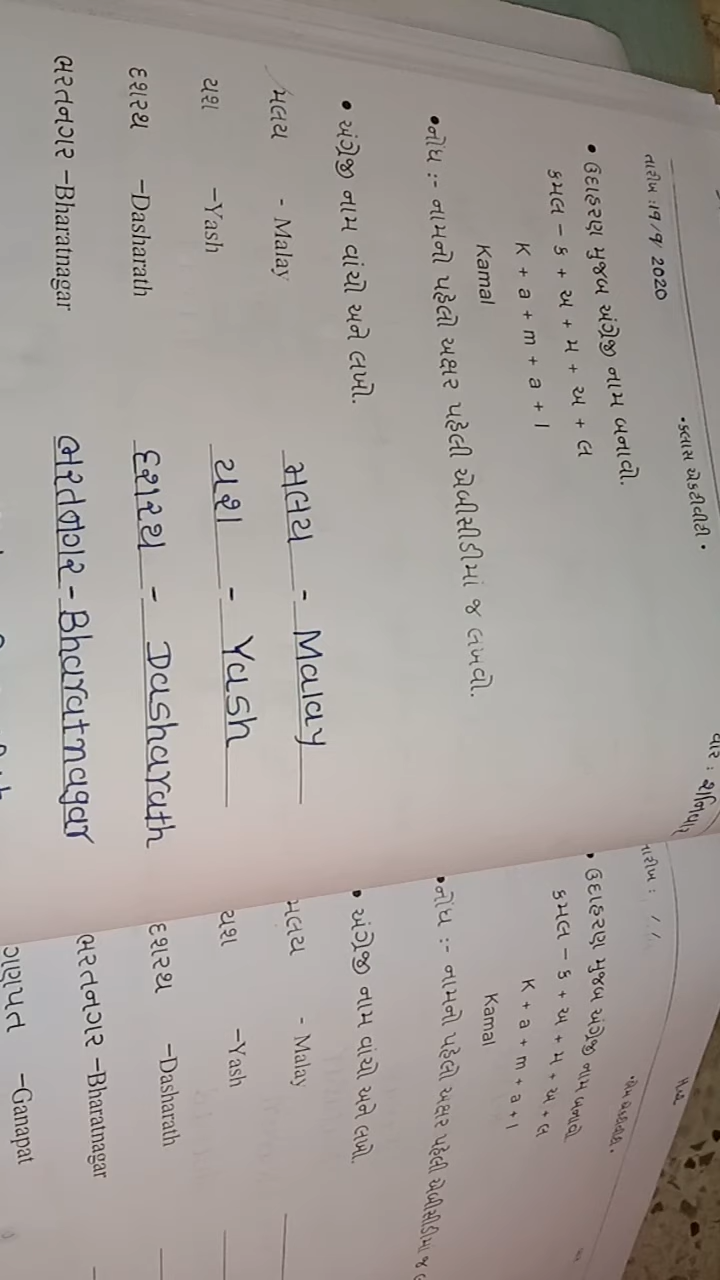 • ક્લાસ એક્ટીવીટી •
તારીખ : 19/9/2020
વાર : શનિવાર
• ઉદાહરણ મુજબ અંગ્રેજી નામ બનાવો.
કમલ – ક + અ + મ + અ + લ
K + a + m + a + l
Kamal
• નોંધ :- નામનો પહેલો અક્ષર પહેલી એબીસીડીમાં જ લખવો.
• અંગ્રેજી નામ વાંચો અને લખો.
મલય - Malay મલય - Malay
યશ –Yash યશ - Yash
દશરથ –Dasharath દશરથ - Dasharath
ભરતનગર –Bharatnagar ભરતનગર - Bharatnagar
તારીખ : / /
• ઉદાહરણ મુજબ અંગ્રેજી નામ બનાવો.
કમલ – ક + અ + મ + અ + લ
K + a + m + a + l
Kamal
• નોંધ :- નામનો પહેલો અક્ષર પહેલી એબીસીડીમાં જ
• અંગ્રેજી નામ વાંચો અને લખો.
મલય - Malay
યશ –Yash
દશરથ –Dasharath
ભરતનગર –Bharatnagar
ગણપત –Ganapat